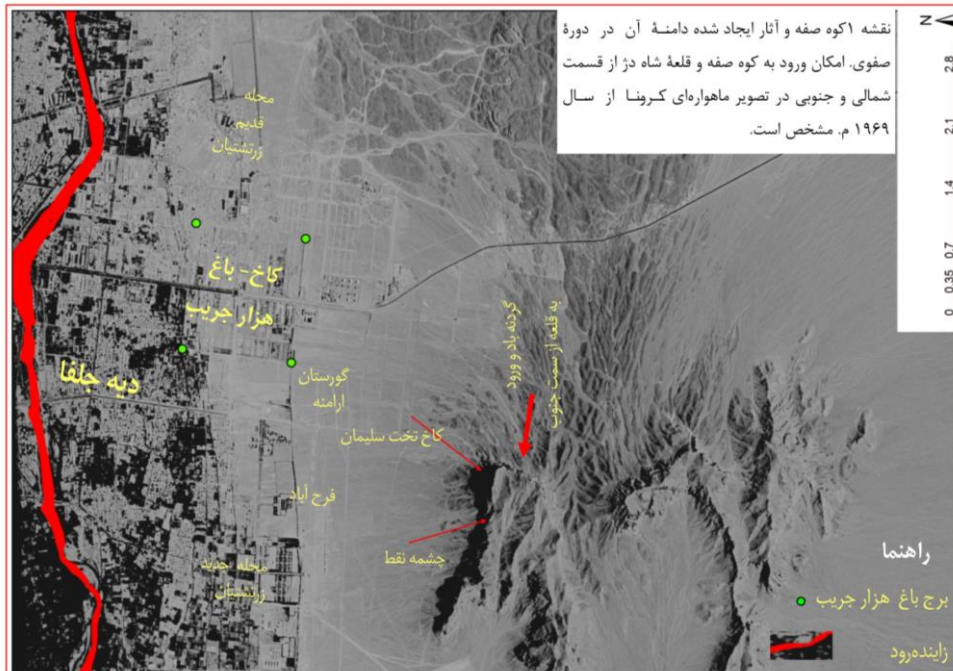 نقشه ۱کوه صفه و آثار ایجاد شده دامنۀ آن در دورۀ
صفوی. امکان ورود به کوه صفه و قلعۀ شاه دژ از قسمت
شمالی و جنوبی در تصویر ماهواره‌ای کرونا از سال
۱۹۶۹ م. مشخص است.
N
2.8
2.1
1.4
0.7
0.35
0
محله
قدیم
زرتشتیان
کاخ - باغ
هزار جریب
دیه جلفا
گورستان
ارامنه
گردنه باد و ورود
به قلعه از سمت جنوب
کاخ تخت سلیمان
فرح آباد
چشمه نقط
محله جدید
زرتشتیان
راهنما
برج باغ هزار جریب
زاینده‌رود